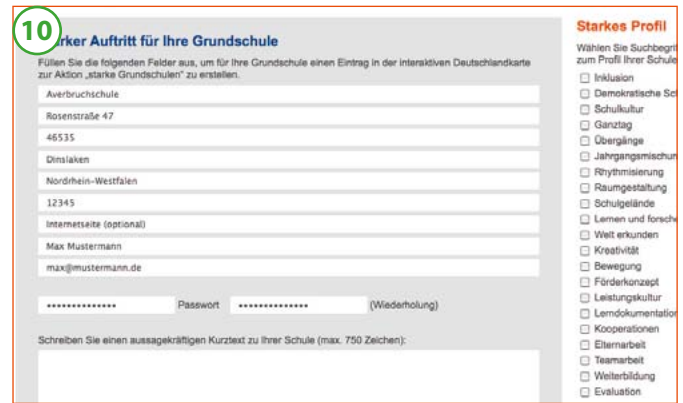 10
rker Auftritt für Ihre Grundschule
Füllen Sie die folgenden Felder aus, um für Ihre Grundschule einen Eintrag in der interaktiven Deutschlandkarte
zur Aktion „starke Grundschulen" zu erstellen.
Averbruchschule
Rosenstraße 47
46535
Dinslaken
Nordrhein-Westfalen
12345
Internetseite (optional)
Max Mustermann
max@mustermann.de
•••••••••••••• Passwort •••••••••••••• (Wiederholung)
Schreiben Sie einen aussagekräftigen Kurztext zu Ihrer Schule (max. 750 Zeichen):
Starkes Profil
Wählen Sie Suchbegrif
zum Profil Ihrer Schule
Inklusion
Demokratische Sc
Schulkultur
Ganztag
Übergänge
Jahrgangsmischun
Rhythmisierung
Raumgestaltung
Schulgelände
Lernen und forsche
Welt erkunden
Kreativität
Bewegung
Förderkonzept
Leistungskultur
Lerndokumentation
Kooperationen
Elternarbeit
Teamarbeit
Weiterbildung
Evaluation